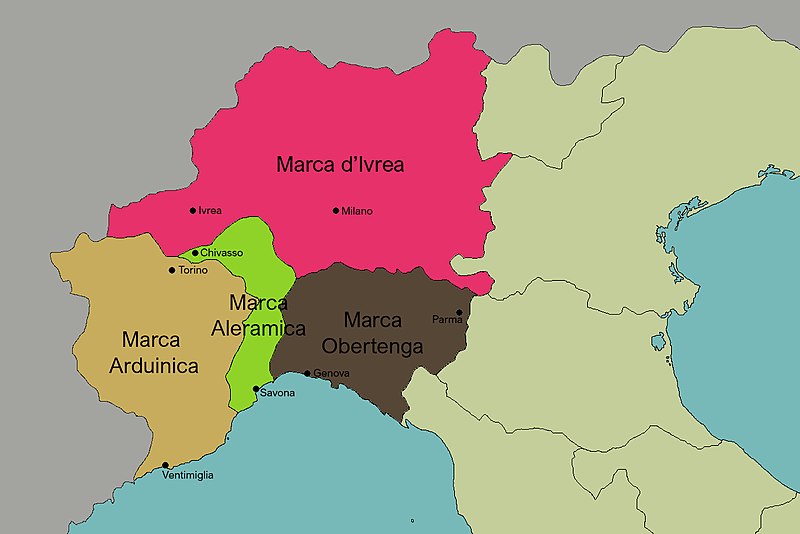 Marca d'Ivrea
Ivrea
Milano
Chivasso
Torino
Marca
Aleramica
Marca
Obertenga
Parma
Marca
Arduinica
Genova
Savona
Ventimiglia